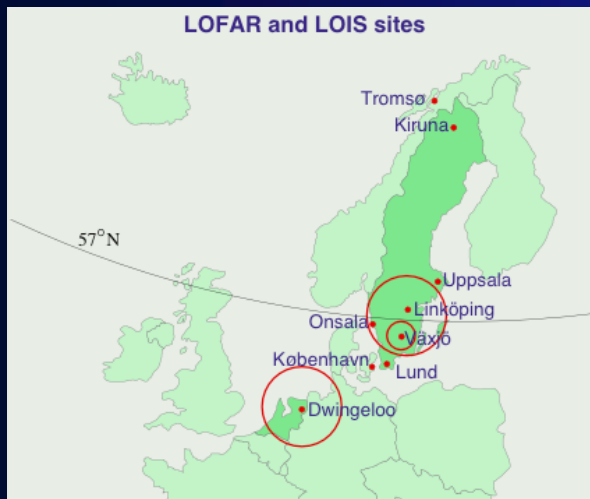 LOFAR and LOIS sites
Tromsø
Kiruna
57°N
Uppsala
Linköping
Onsala
Växjö
København
Lund
Dwingeloo